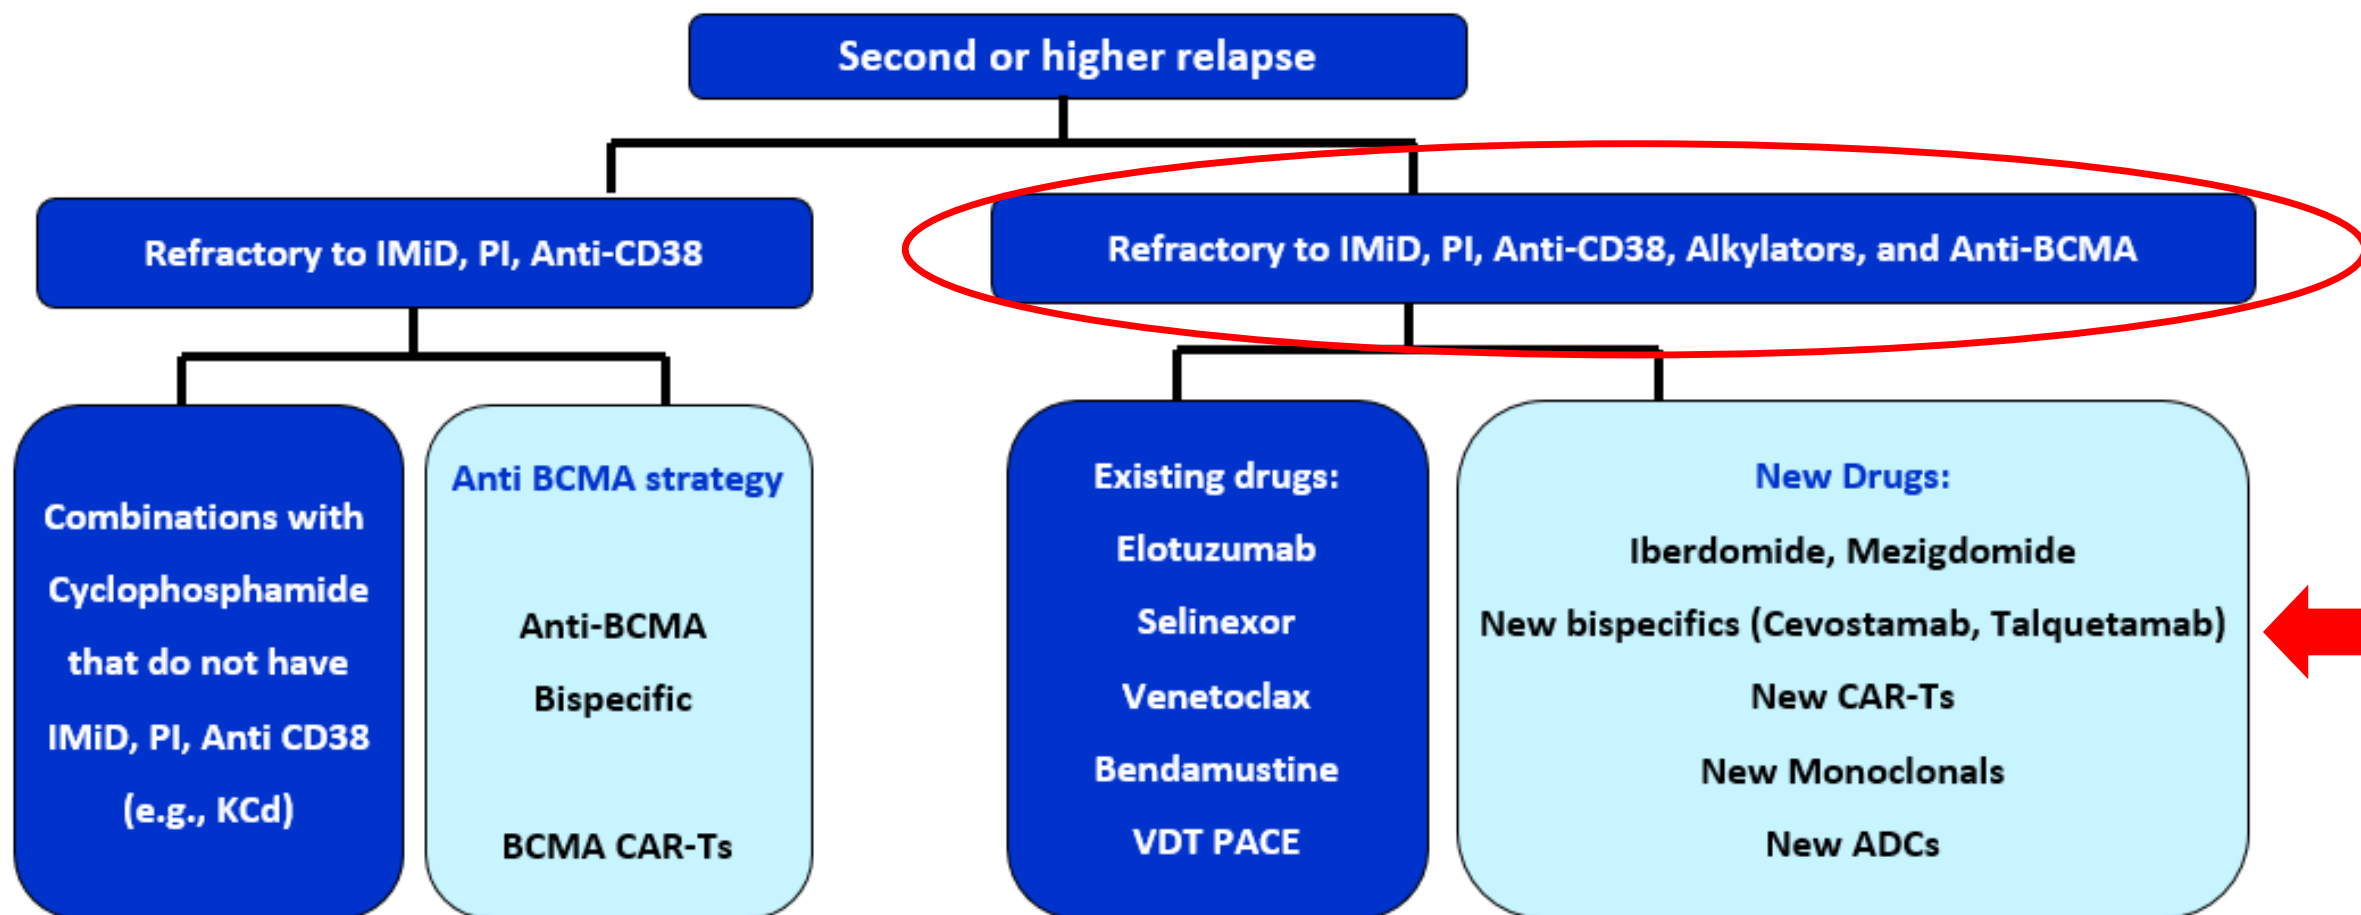 Second or higher relapse
Refractory to IMiD, PI, Anti-CD38
Refractory to IMiD, PI, Anti-CD38, Alkylators, and Anti-BCMA
Combinations with
Cyclophosphamide
that do not have
IMiD, PI, Anti CD38
(e.g., KCd)
Anti BCMA strategy
Anti-BCMA
Bispecific
BCMA CAR-Ts
Existing drugs:
Elotuzumab
Selinexor
Venetoclax
Bendamustine
VDT PACE
New Drugs:
Iberdomide, Mezigdomide
New bispecifics (Cevostamab, Talquetamab)
New CAR-Ts
New Monoclonals
New ADCs